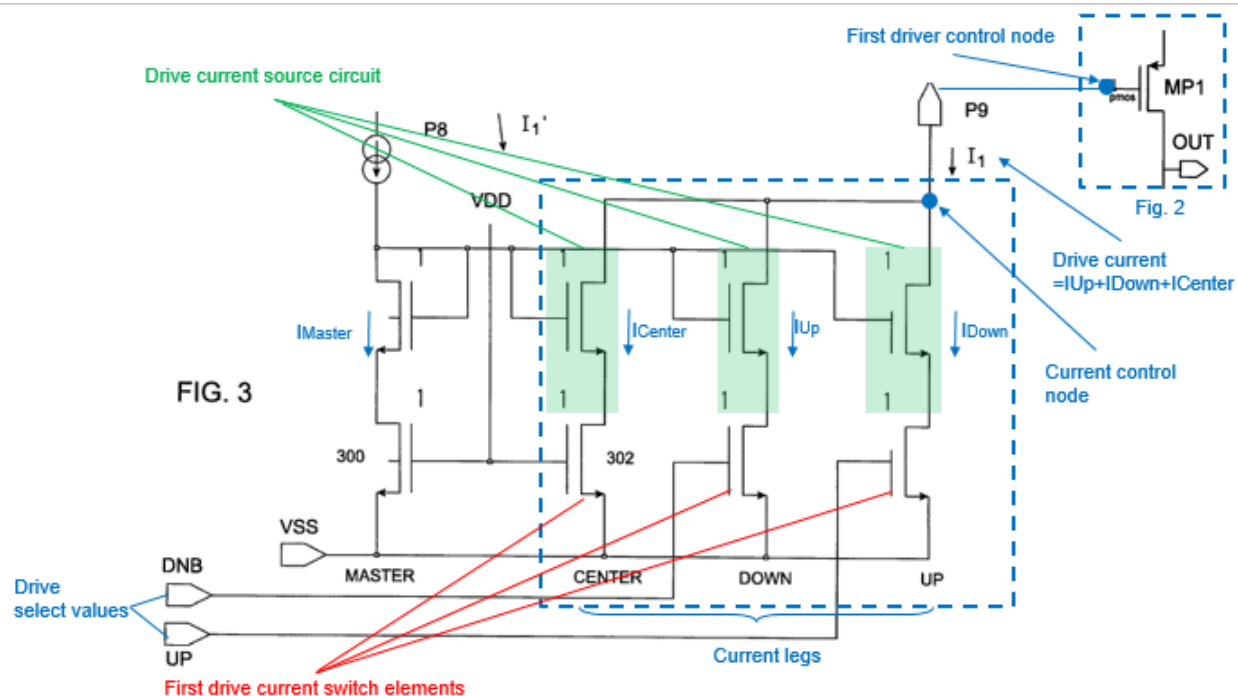 First driver control node
Drive current source circuit
pmos
MP1
P8
I1'
P9
OUT
I1
VDD
Fig. 2
1
1
1
1
Drive current
=IUp+IDown+ICenter
IMaster
ICenter
IUp
IDown
Current control
node
FIG. 3
1
1
1
1
300
302
VSS
DNB
MASTER
CENTER
DOWN
UP
Drive
select values
UP
Current legs
First drive current switch elements